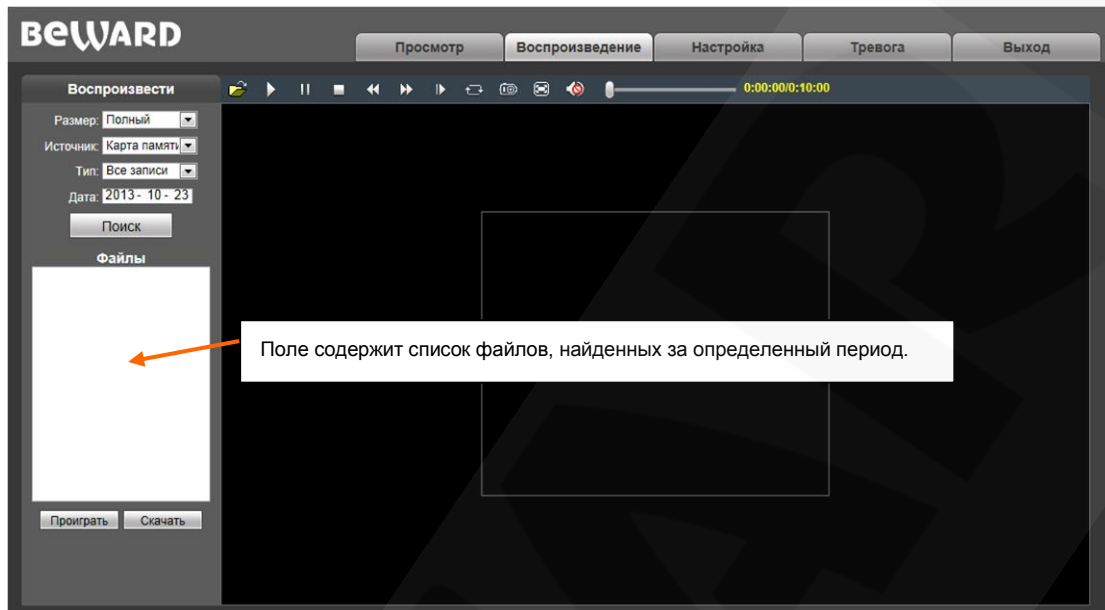 BEWARD
Просмотр
Воспроизведение
Настройка
Тревога
Выход
Воспроизвести
0:00:00/0:10:00
Размер: Полный
Источник: Карта памяти
Тип: Все записи
Дата: 2013 - 10 - 23
Поиск
Файлы
Поле содержит список файлов, найденных за определенный период.
Проиграть
Скачать